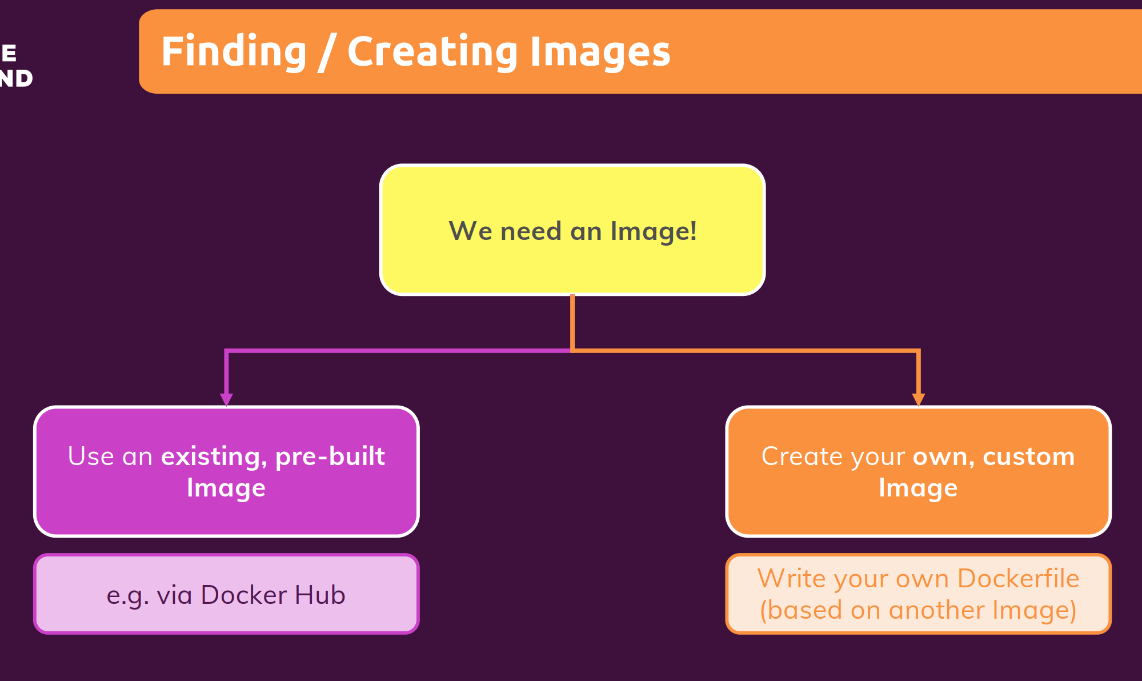 E
ND
Finding / Creating Images
We need an Image!
Use an existing, pre-built
Image
Create your own, custom
Image
e.g. via Docker Hub
Write your own Dockerfile
(based on another Image)